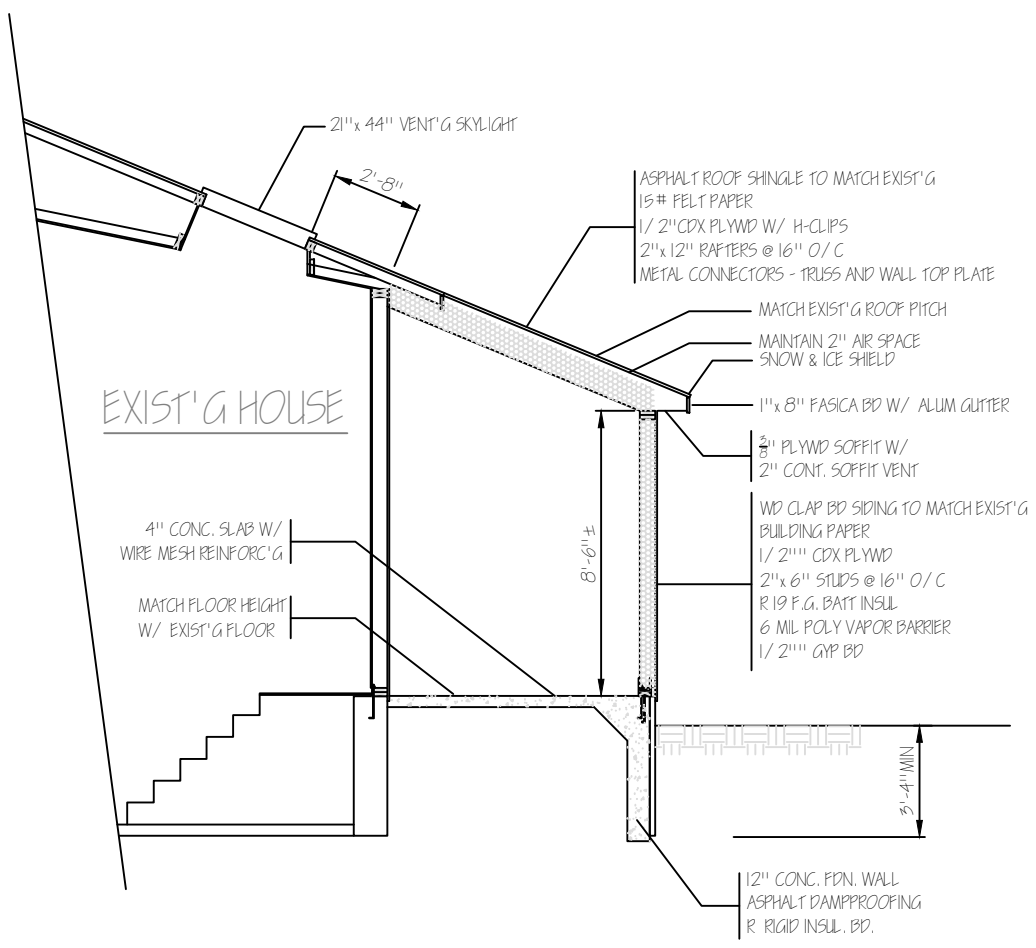 21"x 44" VENT'G SKYLIGHT
2'-8"
ASPHALT ROOF SHINGLE TO MATCH EXIST'G
15# FELT PAPER
1/ 2"CDX PLYWD W/ H-CLIPS
2"x 12" RAFTERS @ 16" O/ C
METAL CONNECTORS - TRUSS AND WALL TOP PLATE
MATCH EXIST'G ROOF PITCH
MAINTAIN 2" AIR SPACE
SNOW & ICE SHIELD
1"x 8" FASICA BD W/ ALUM GUTTER
3/8" PLYWD SOFFIT W/
2" CONT. SOFFIT VENT
EXIST'G HOUSE
WD CLAP BD SIDING TO MATCH EXIST'G
BUILDING PAPER
1/ 2"" CDX PLYWD
2"x 6" STUDS @ 16" O/ C
R 19 F.G. BATT INSUL
6 MIL POLY VAPOR BARRIER
1/ 2"" GYP BD
4" CONC. SLAB W/
WIRE MESH REINFORC'G
8'-6"±
MATCH FLOOR HEIGHT
W/ EXIST'G FLOOR
3'-4"MIN
12" CONC. FDN. WALL
ASPHALT DAMPPROOFING
R RIGID INSUL. BD.